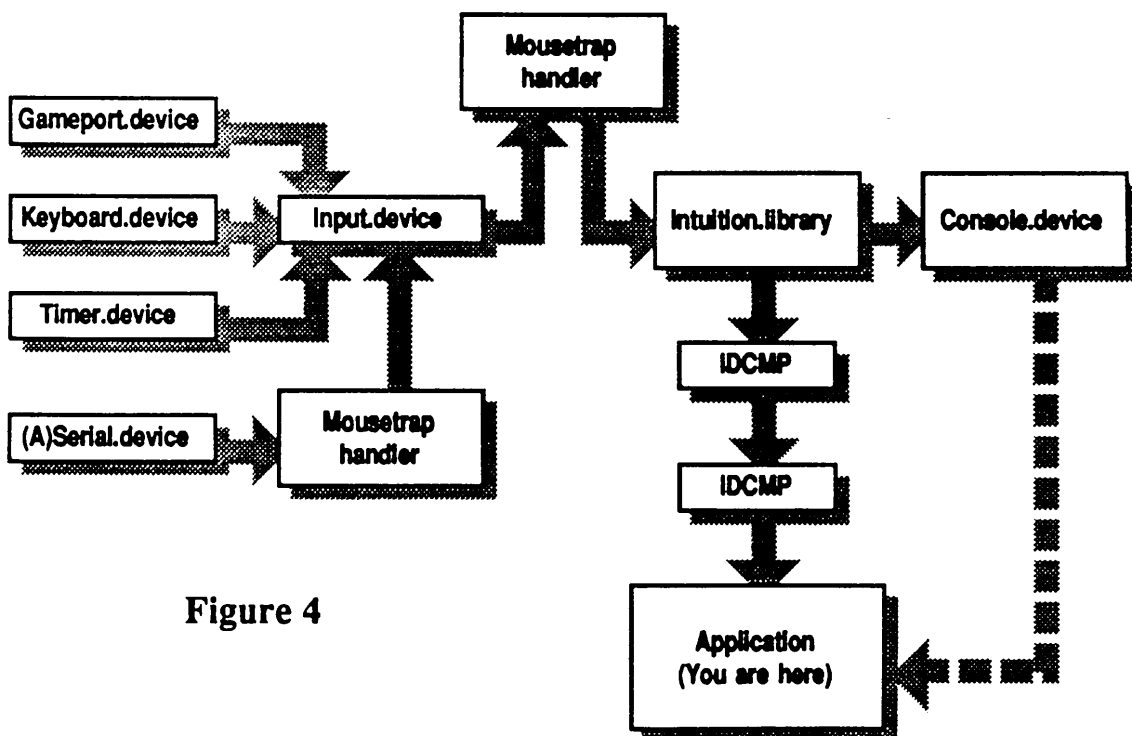 Mousetrap
handler
Gameport.device
Keyboard.device
Input.device
Intuition.library
Console.device
Timer.device
IDCMP
(A)Serial.device
Mousetrap
handler
IDCMP
Figure 4
Application
(You are here)